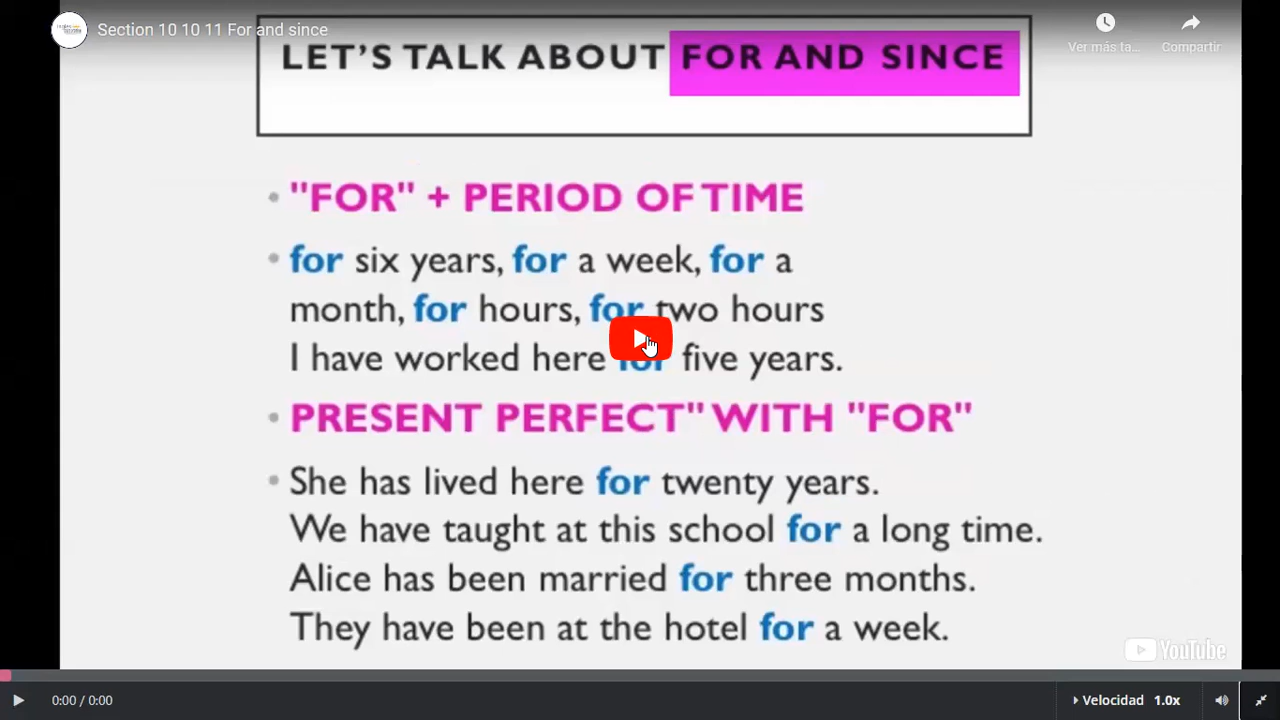 Section 10 10 11 For and since
Ver más ta...
Compartir
LET'S TALK ABOUT FOR AND SINCE
• "FOR" + PERIOD OF TIME
• for six years, for a week, for a
month, for hours, for two hours
I have worked here for five years.
• PRESENT PERFECT" WITH "FOR"
• She has lived here for twenty years.
We have taught at this school for a long time.
Alice has been married for three months.
They have been at the hotel for a week.
YouTube
0:00 / 0:00
Velocidad 1.0x